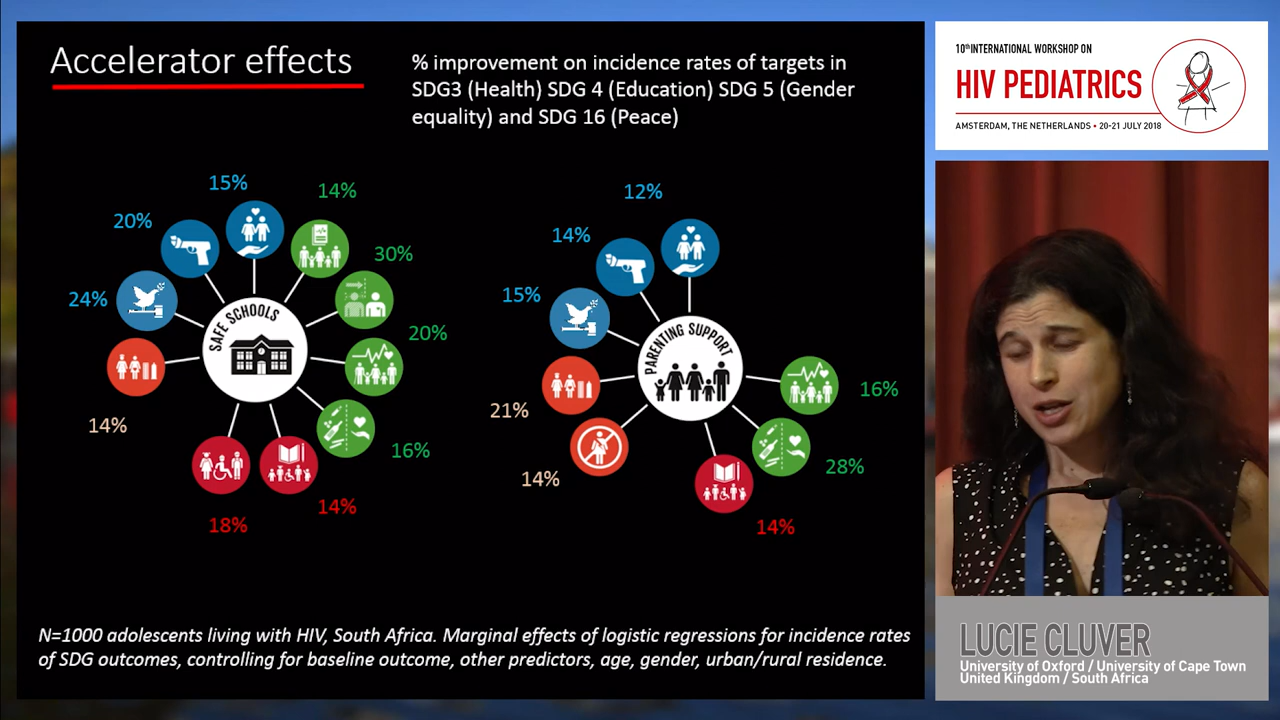 Accelerator effects
% improvement on incidence rates of targets in
SDG3 (Health) SDG 4 (Education) SDG 5 (Gender
equality) and SDG 16 (Peace)
15%
14%
20%
30%
24%
20%
14%
16%
18%
14%
SAFE SCHOOLS
12%
14%
15%
21%
16%
14%
28%
14%
PARENTING SUPPORT
N=1000 adolescents living with HIV, South Africa. Marginal effects of logistic regressions for incidence rates
of SDG outcomes, controlling for baseline outcome, other predictors, age, gender, urban/rural residence.
10th INTERNATIONAL WORKSHOP ON
HIV PEDIATRICS
AMSTERDAM, THE NETHERLANDS • 20-21 JULY 2018
LUCIE CLUVER
University of Oxford / University of Cape Town
United Kingdom / South Africa